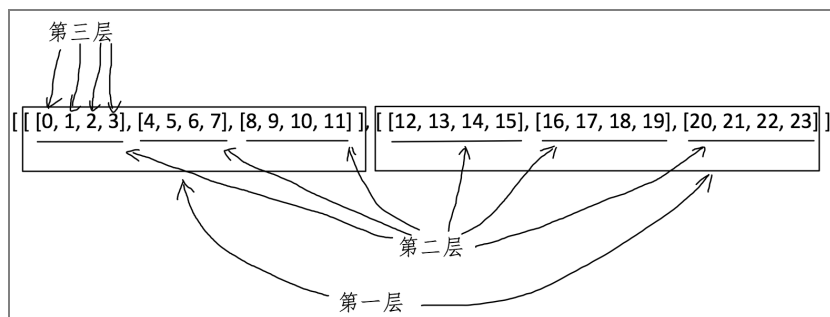 第三层
[ [ [0, 1, 2, 3], [4, 5, 6, 7], [8, 9, 10, 11] ], [ [12, 13, 14, 15], [16, 17, 18, 19], [20, 21, 22, 23] ] ]
第二层
第一层